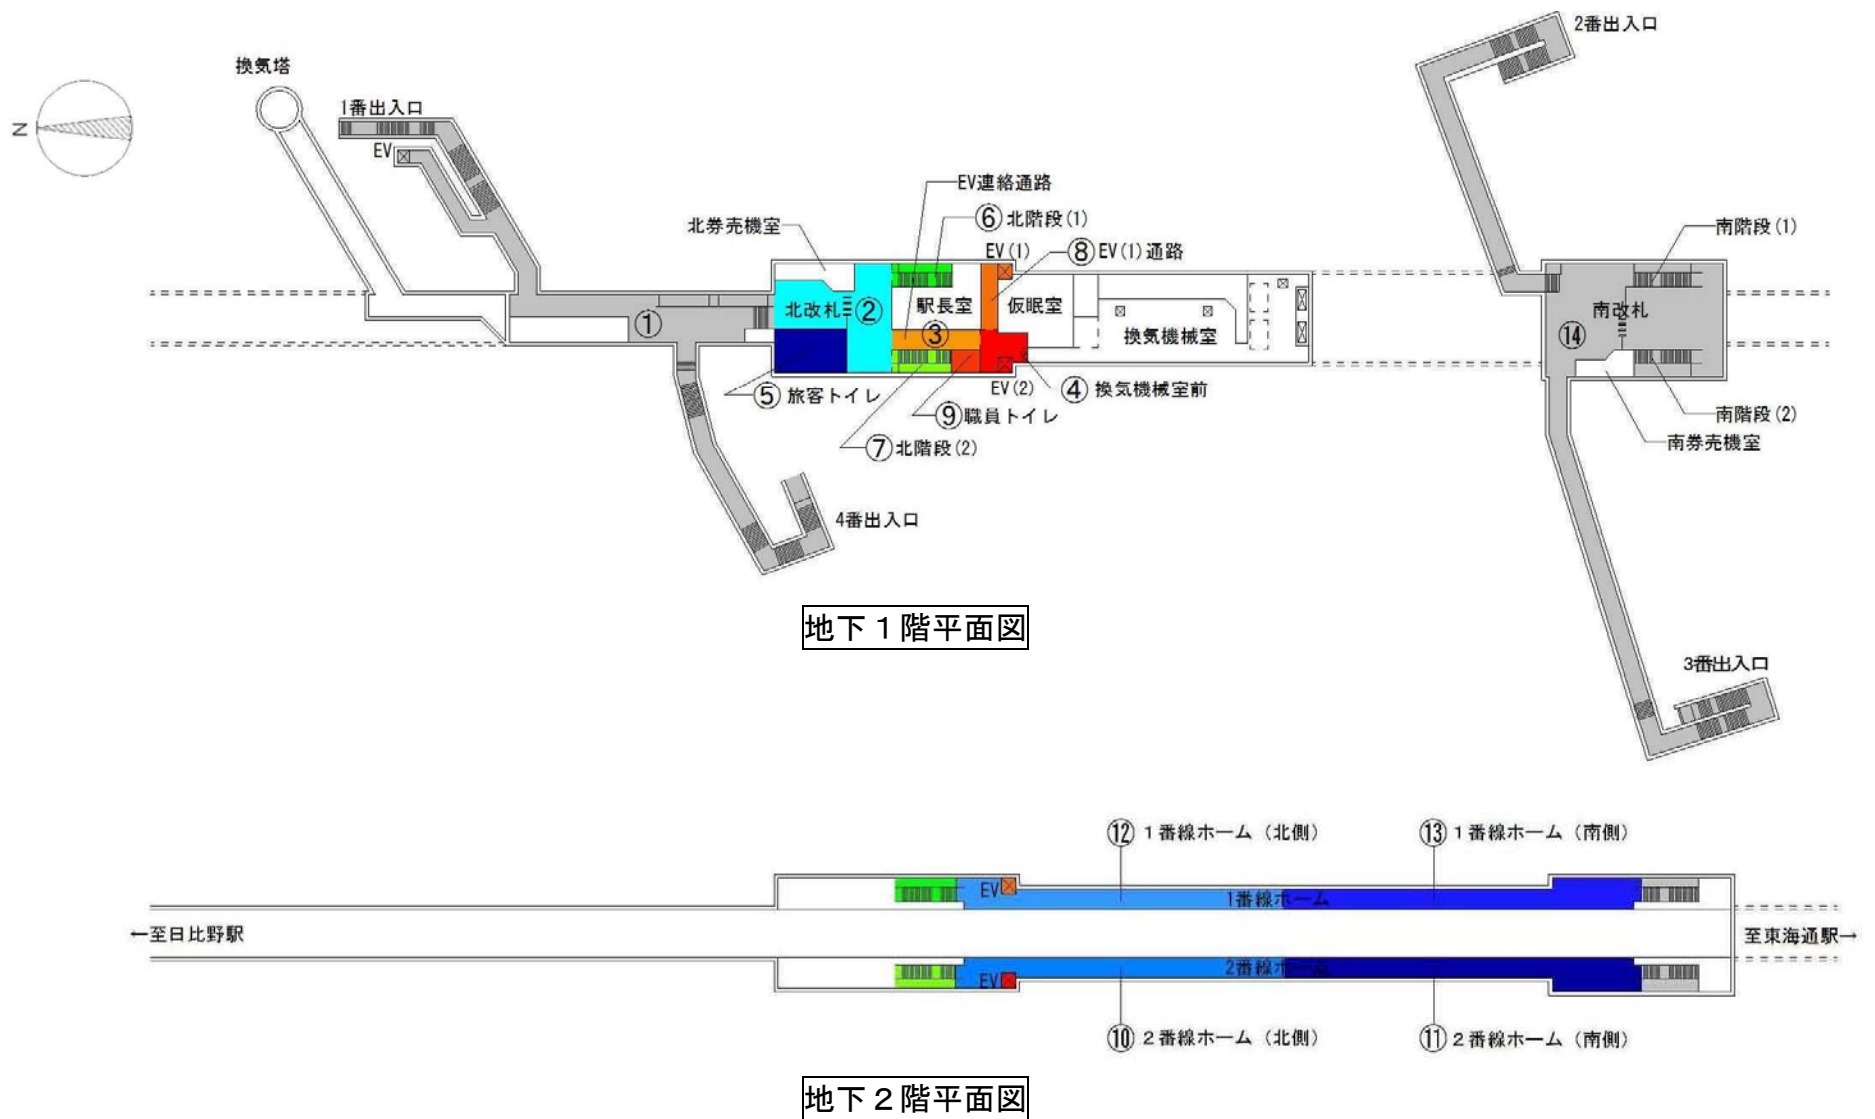 2番出入口
換気塔
1番出入口
N
EV
EV連絡通路
⑥北階段(1)
北券売機室
EV(1)
⑧EV(1)通路
南階段(1)
北改札
②
駅長室
仮眠室
①
③
換気機械室
南改札
⑭
⑤旅客トイレ
EV(2)
④換気機械室前
⑨職員トイレ
南階段(2)
⑦北階段(2)
南券売機室
4番出入口
地下1階平面図
3番出入口
⑫1番線ホーム(北側)
⑬1番線ホーム(南側)
EV
1番線ホーム
←至日比野駅
至東海通駅→
2番線ホーム
EV
⑩2番線ホーム(北側)
⑪2番線ホーム(南側)
地下2階平面図